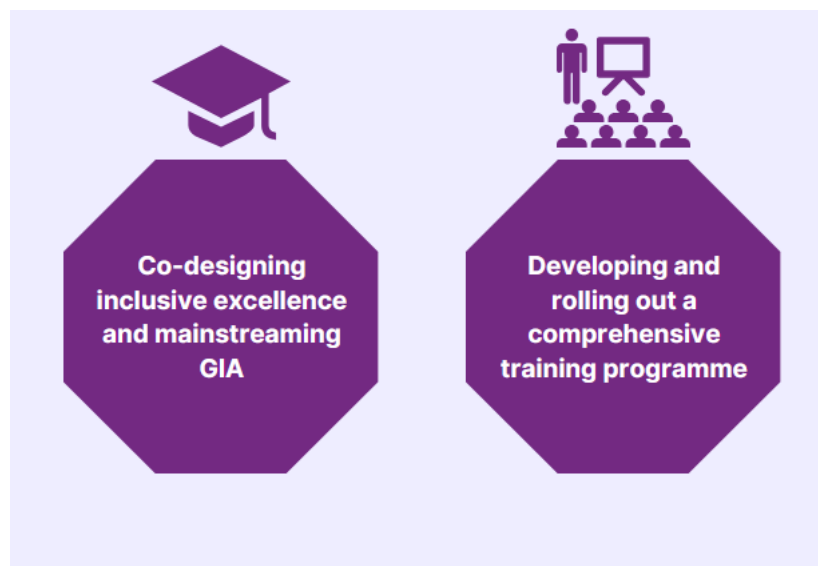 Co-designing
inclusive excellence
and mainstreaming
GIA
Developing and
rolling out a
comprehensive
training programme